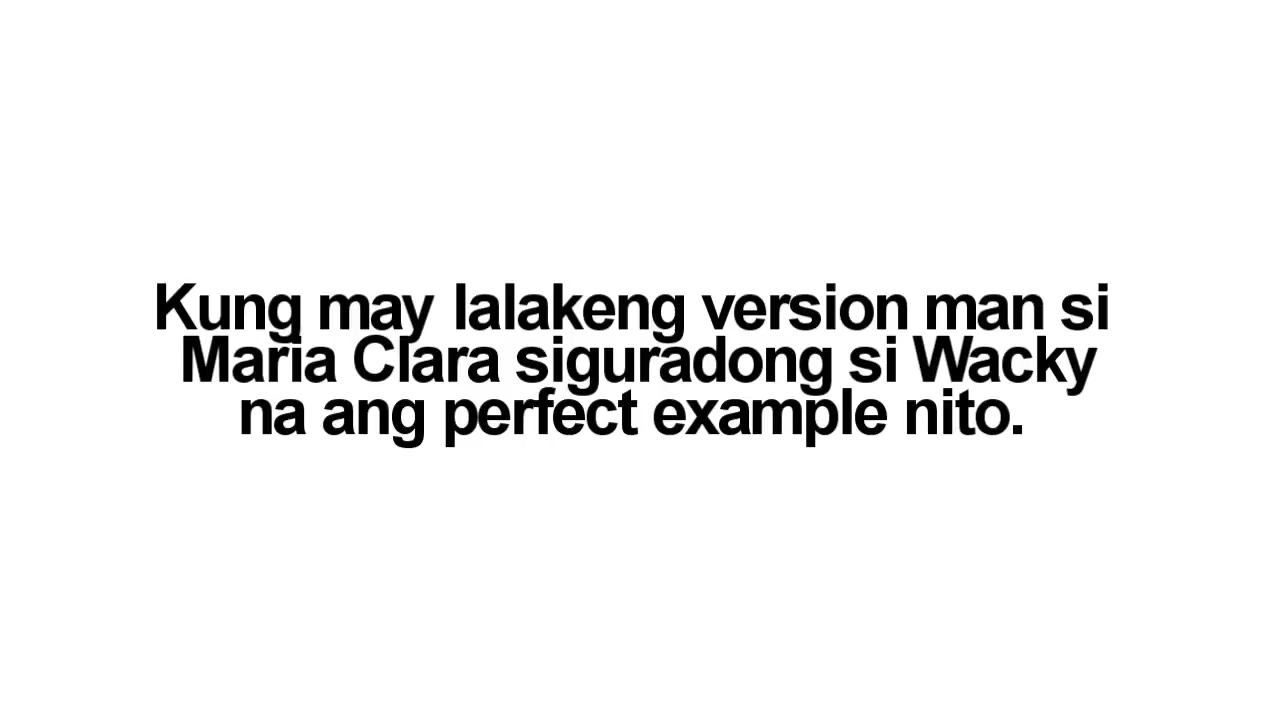 Kung may lalakeng version man si
Maria Clara siguradong si Wacky
na ang perfect example nito.